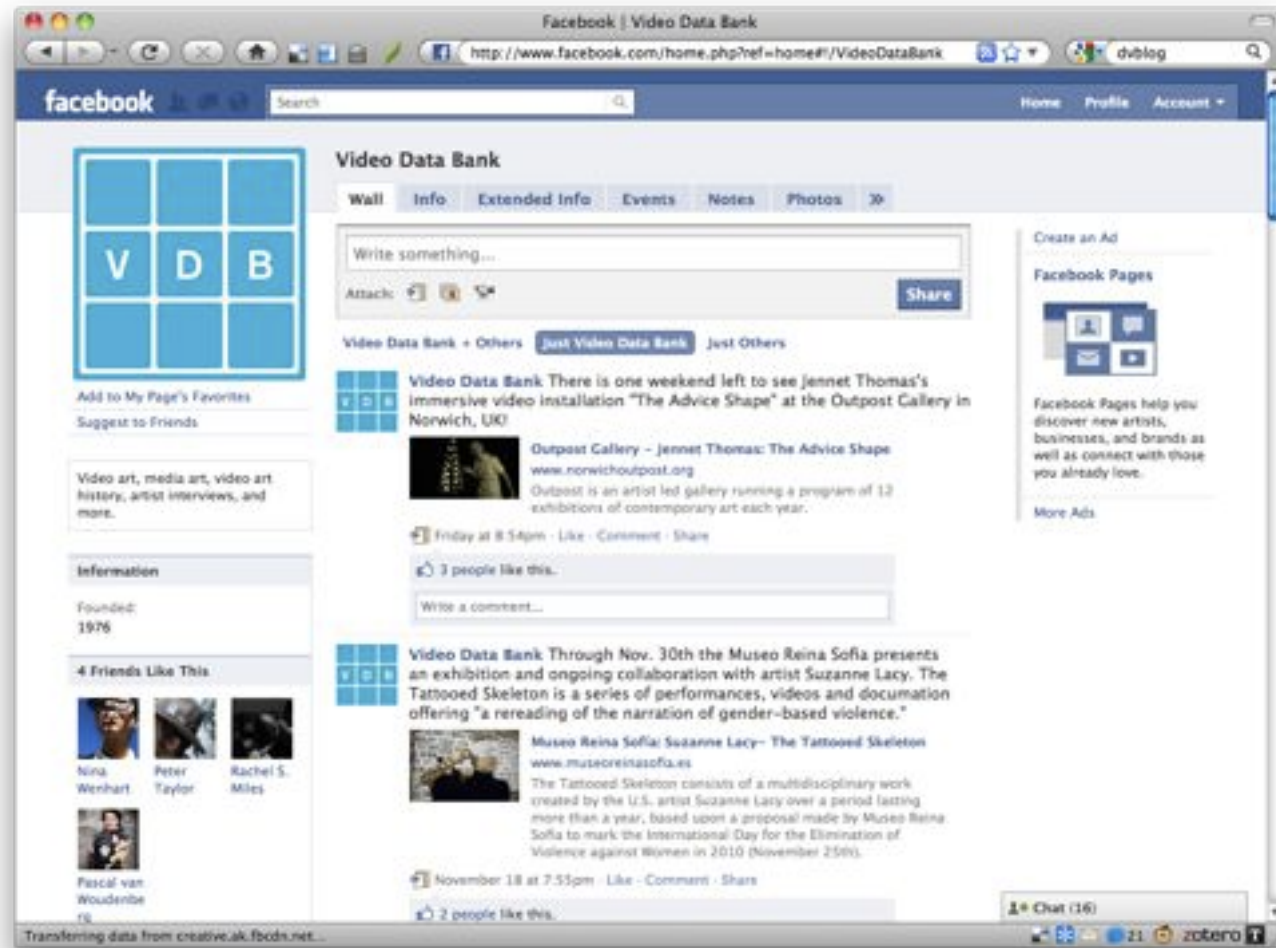 Facebook | Video Data Bank
http://www.facebook.com/home.php?ref=home#!/VideoDataBank
dvblog
facebook
Search
Home Profile Account
V D B
Video Data Bank
Wall Info Extended Info Events Notes Photos »
Write something...
Attach:
Share
Video Data Bank + Others Just Video Data Bank Just Others
Add to My Page's Favorites
Suggest to Friends
Video art, media art, video art
history, artist interviews, and
more.
Information
Founded:
1976
4 Friends Like This
Nina
Wenhart
Peter
Taylor
Rachel S.
Miles
Pascal van
Woudenbe
rg
V D B
Video Data Bank There is one weekend left to see Jennet Thomas's
immersive video installation "The Advice Shape" at the Outpost Gallery in
Norwich, UK!
Outpost Gallery – Jennet Thomas: The Advice Shape
www.norwichoutpost.org
Outpost is an artist led gallery running a program of 12
exhibitions of contemporary art each year.
Friday at 8:54pm · Like · Comment · Share
3 people like this.
Write a comment...
V D B
Video Data Bank Through Nov. 30th the Museo Reina Sofia presents
an exhibition and ongoing collaboration with artist Suzanne Lacy. The
Tattooed Skeleton is a series of performances, videos and documation
offering "a rereading of the narration of gender-based violence."
Museo Reina Sofía: Suzanne Lacy– The Tattooed Skeleton
www.museoreinasofia.es
The Tattooed Skeleton consists of a multidisciplinary work
created by the U.S. artist Suzanne Lacy over a period lasting
more than a year, based upon a proposal made by Museo Reina
Sofia to mark the International Day for the Elimination of
Violence against Women in 2010 (November 25th).
November 18 at 7:55pm · Like · Comment · Share
2 people like this.
Create an Ad
Facebook Pages
Facebook Pages help you
discover new artists,
businesses, and brands as
well as connect with those
you already love.
More Ads
Chat (16)
Transferring data from creative.ak.fbcdn.net...
21 zotero